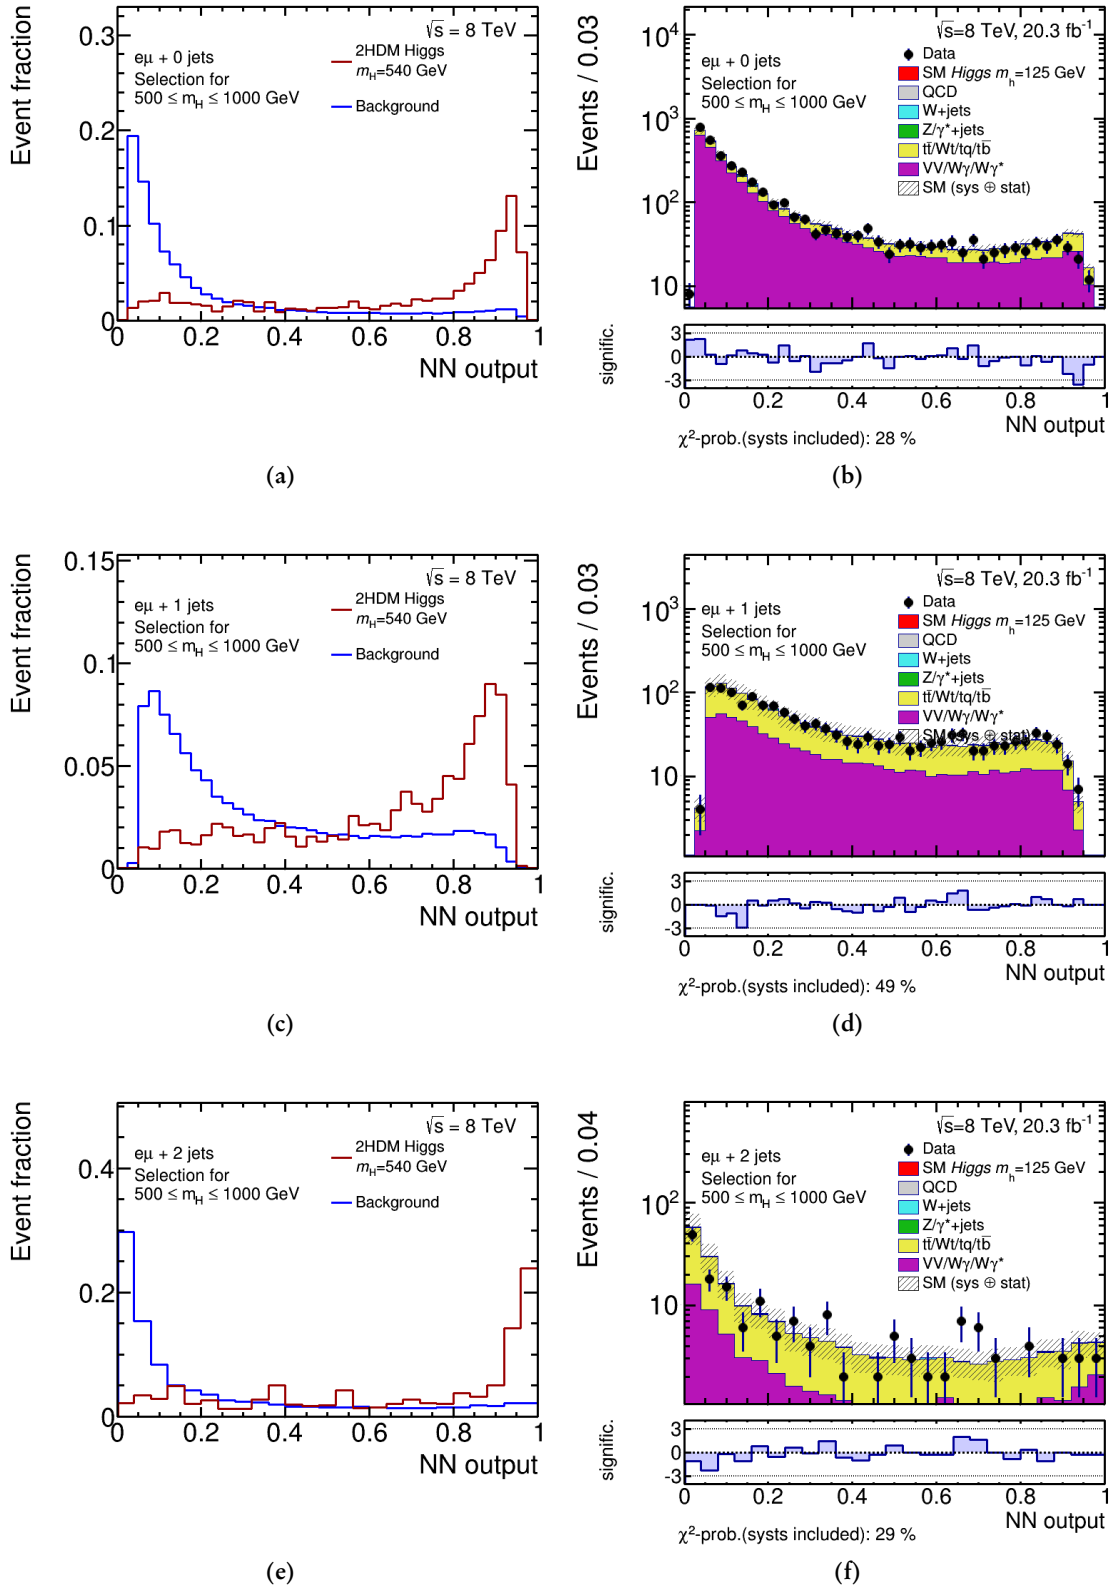 Event fraction
0.3
0.2
0.1
0
√s = 8 TeV
eμ + 0 jets
Selection for
500 ≤ m_H ≤ 1000 GeV
2HDM Higgs
m_H=540 GeV
Background
0 0.2 0.4 0.6 0.8 1
NN output
(a)
Events / 0.03
10⁴
10³
10²
10
√s=8 TeV, 20.3 fb⁻¹
eμ + 0 jets
Selection for
500 ≤ m_H ≤ 1000 GeV
Data
SM Higgs m_h=125 GeV
QCD
W+jets
Z/γ*+jets
tt̅/Wt/tq/tb̅
VV/Wγ/Wγ*
SM (sys ⊕ stat)
signific.
3
0
-3
0 0.2 0.4 0.6 0.8 1
NN output
χ²-prob.(systs included): 28 %
(b)
Event fraction
0.15
0.1
0.05
0
√s = 8 TeV
eμ + 1 jets
Selection for
500 ≤ m_H ≤ 1000 GeV
2HDM Higgs
m_H=540 GeV
Background
0 0.2 0.4 0.6 0.8 1
NN output
(c)
Events / 0.03
10³
10²
10
√s=8 TeV, 20.3 fb⁻¹
eμ + 1 jets
Selection for
500 ≤ m_H ≤ 1000 GeV
Data
SM Higgs m_h=125 GeV
QCD
W+jets
Z/γ*+jets
tt̅/Wt/tq/tb̅
VV/Wγ/Wγ*
SM (sys ⊕ stat)
signific.
3
0
-3
0 0.2 0.4 0.6 0.8 1
NN output
χ²-prob.(systs included): 49 %
(d)
Event fraction
0.4
0.2
0
√s = 8 TeV
eμ + 2 jets
Selection for
500 ≤ m_H ≤ 1000 GeV
2HDM Higgs
m_H=540 GeV
Background
0 0.2 0.4 0.6 0.8 1
NN output
(e)
Events / 0.04
10²
10
√s=8 TeV, 20.3 fb⁻¹
eμ + 2 jets
Selection for
500 ≤ m_H ≤ 1000 GeV
Data
SM Higgs m_h=125 GeV
QCD
W+jets
Z/γ*+jets
tt̅/Wt/tq/tb̅
VV/Wγ/Wγ*
SM (sys ⊕ stat)
signific.
3
0
-3
0 0.2 0.4 0.6 0.8 1
NN output
χ²-prob.(systs included): 29 %
(f)